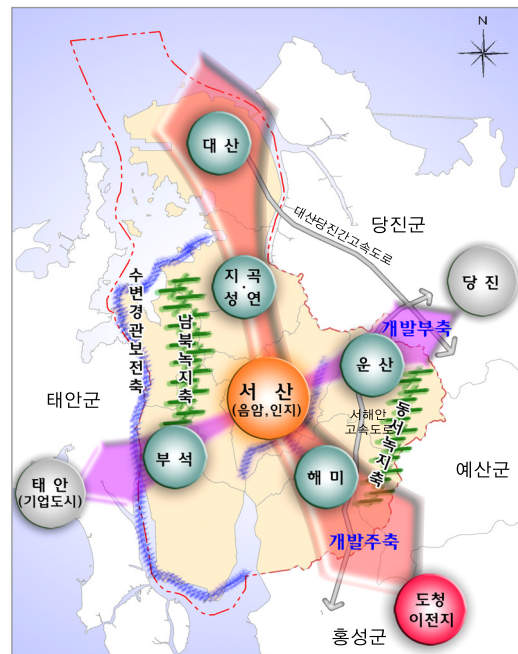 N
대 산
대산당진간고속도로
당진군
지 곡
·
성 연
당 진
수변경관보전축
남북녹지축
개발부축
운 산
서 산
(음암,인지)
태안군
서해안
고속도로
동서녹지축
부 석
해 미
예산군
태 안
(기업도시)
개발주축
도청
이전지
홍성군